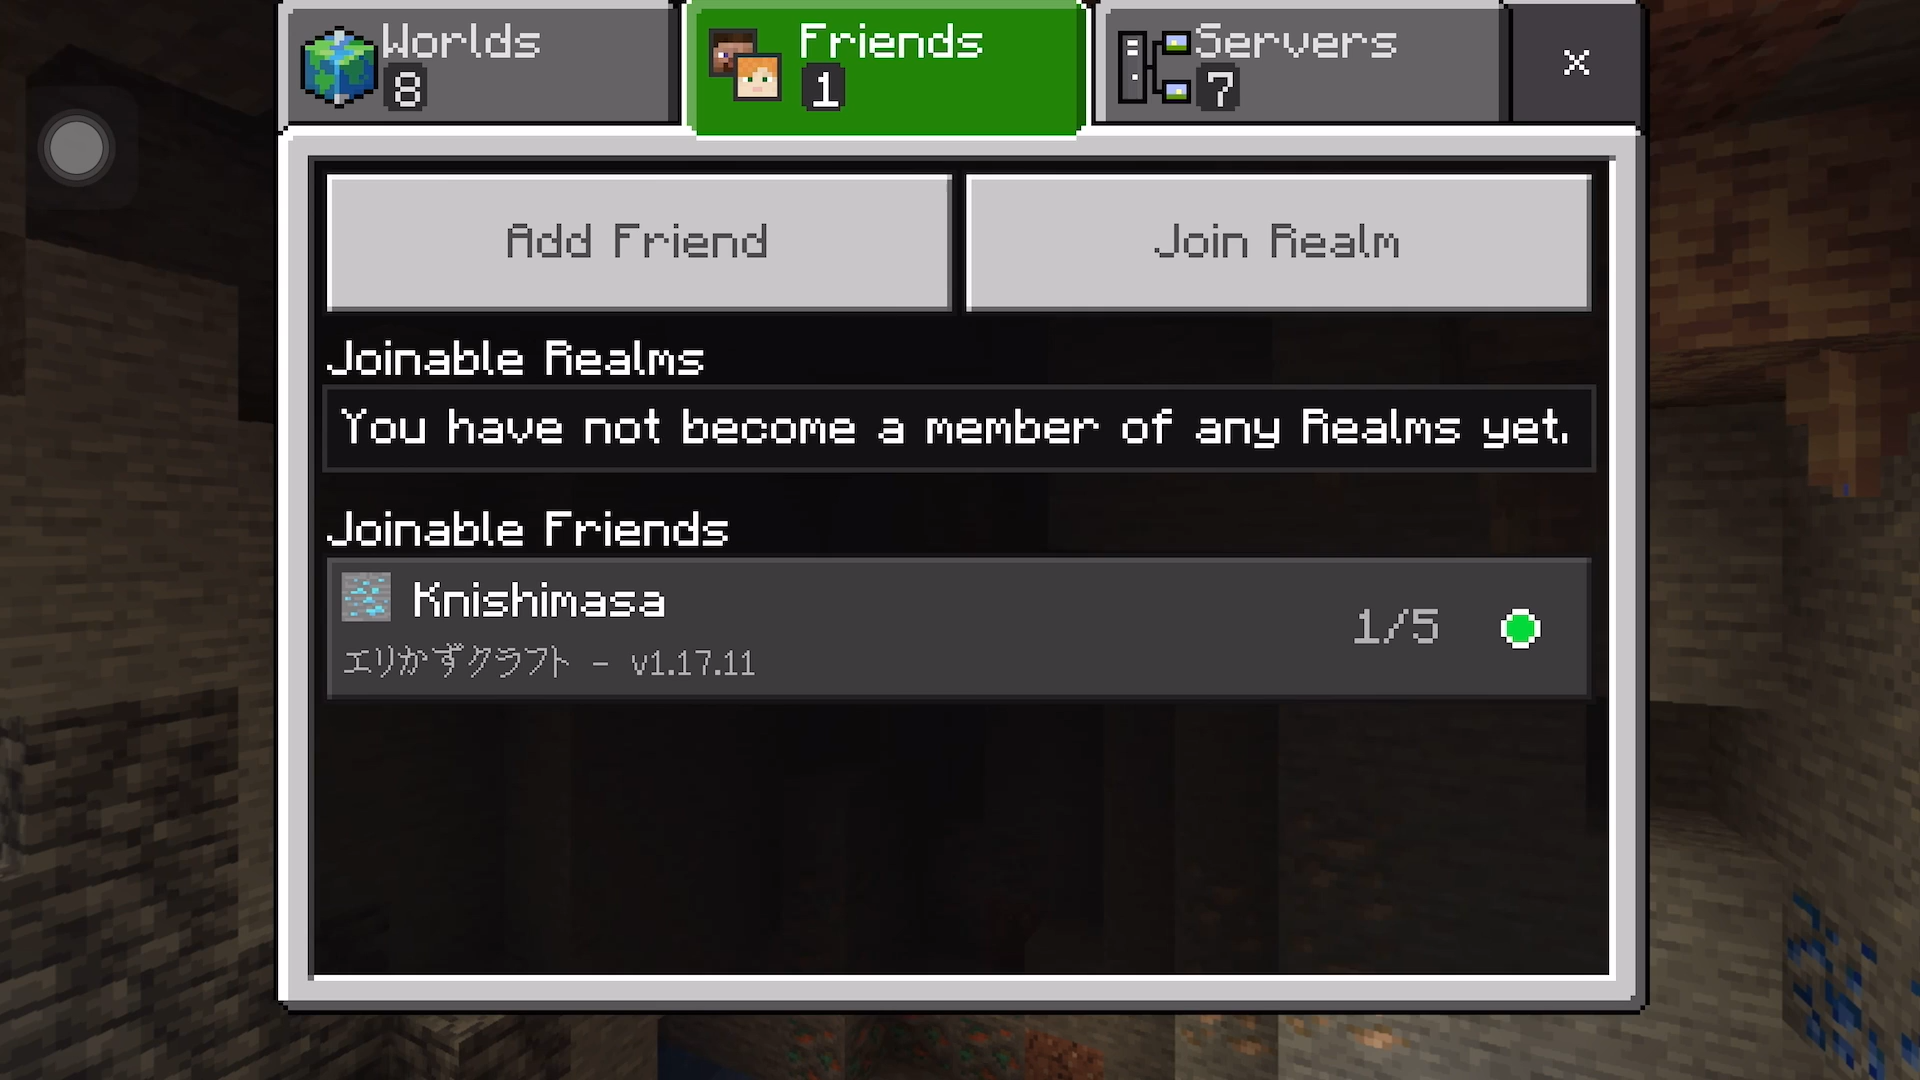 Worlds
8
Friends
1
Servers
7
x
Add Friend
Join Realm
Joinable Realms
You have not become a member of any Realms yet.
Joinable Friends
Knishimasa
1/5
エリかずクラフト - v1.17.11